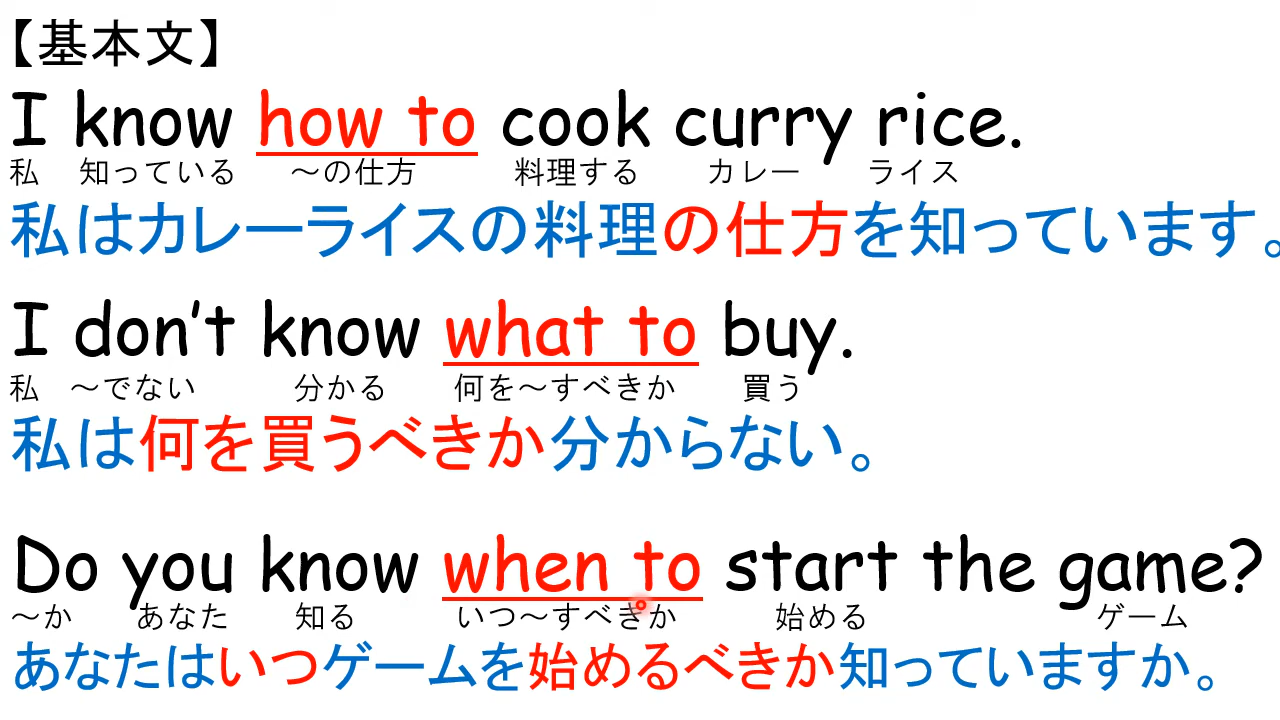 【基本文】
I know how to cook curry rice.
私 知っている ～の仕方 料理する カレー ライス
私はカレーライスの料理の仕方を知っています。
I don't know what to buy.
私 ～でない 分かる 何を～すべきか 買う
私は何を買うべきか分からない。
Do you know when to start the game?
～か あなた 知る いつ～すべきか 始める ゲーム
あなたはいつゲームを始めるべきか知っていますか。